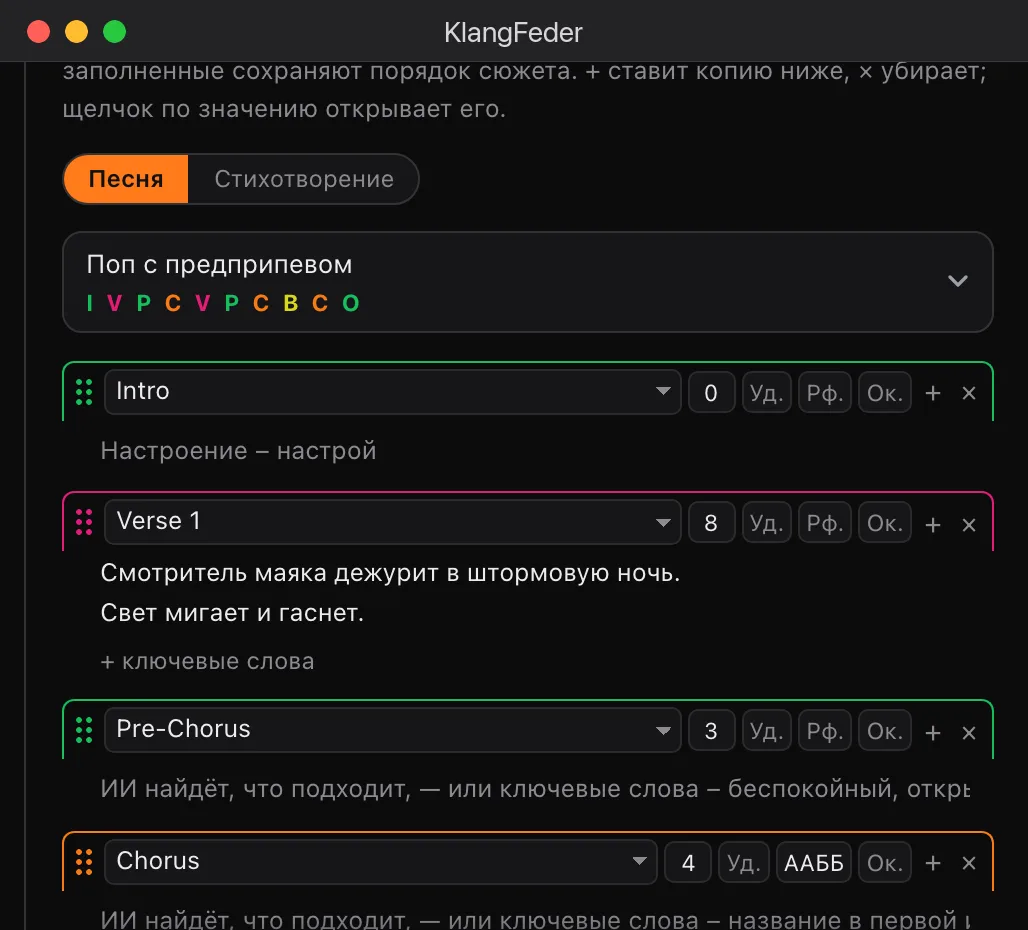 KlangFeder
заполненные сохраняют порядок сюжета. + ставит копию ниже, × убирает;
щелчок по значению открывает его.
Песня Стихотворение
Поп с предприпевом
I V P C V P C B C O
Intro 0 Уд. Рф. Ок. + ×
Настроение – настрой
Verse 1 8 Уд. Рф. Ок. + ×
Смотритель маяка дежурит в штормовую ночь.
Свет мигает и гаснет.
+ ключевые слова
Pre-Chorus 3 Уд. Рф. Ок. + ×
ИИ найдёт, что подходит, — или ключевые слова – беспокойный,
Chorus 4 Уд. ААББ Ок. + ×
ИИ найдёт, что подходит, — или ключевые слова – название в первой